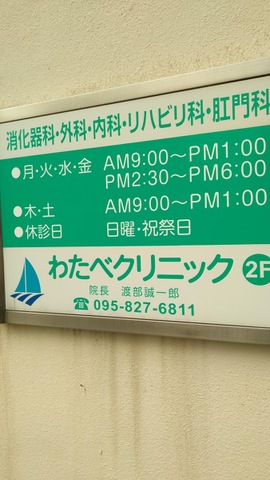 消化器科・外科・内科・リハビリ科・肛門科
●月・火・水・金 AM9:00～PM1:00
PM2:30～PM6:00
●木・土 AM9:00～PM1:00
●休診日 日曜・祝祭日
わたべクリニック 2F
院長 渡部誠一郎
☎095-827-6811